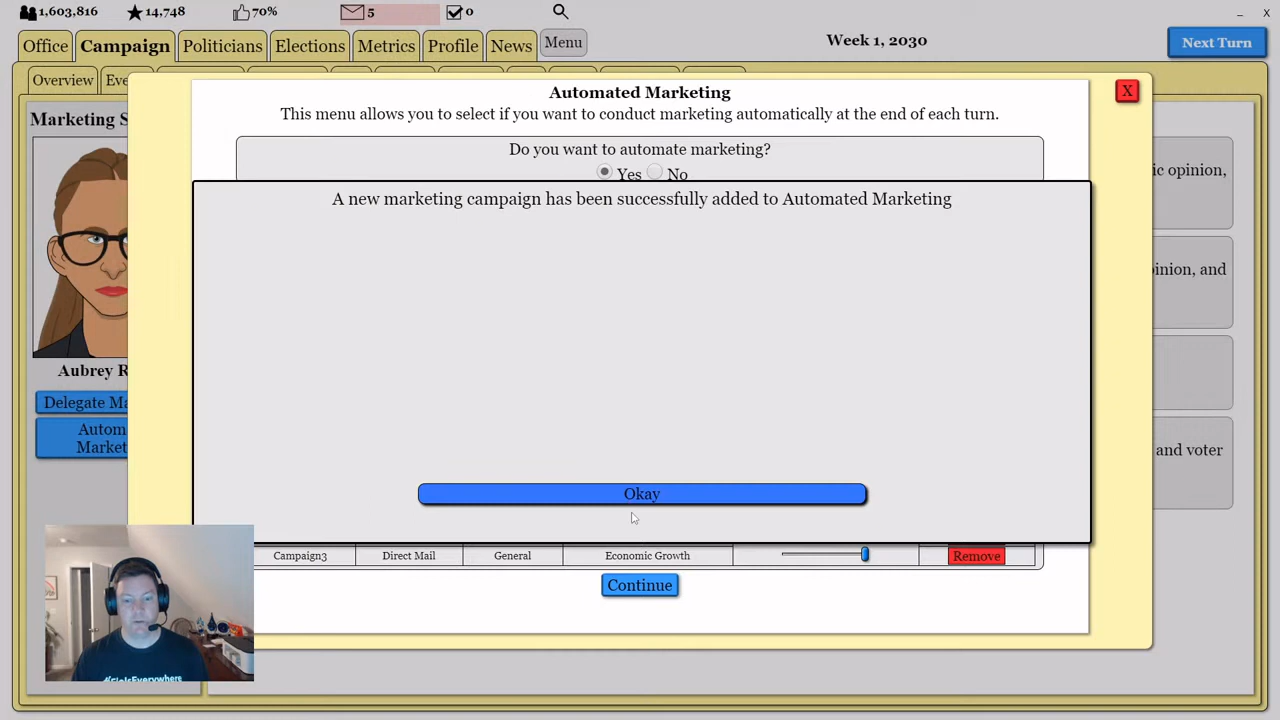 1,603,816 14,748 70% 5 0
_ X
Office Campaign Politicians Elections Metrics Profile News Menu
Week 1, 2030
Next Turn
Overview
Automated Marketing
X
This menu allows you to select if you want to conduct marketing automatically at the end of each turn.
Marketing S
Do you want to automate marketing?
Yes No
ic opinion,
A new marketing campaign has been successfully added to Automated Marketing
inion, and
Aubrey R
Delegate Ma
Autom
Market
and voter
Okay
Campaign3 Direct Mail General Economic Growth Remove
Continue